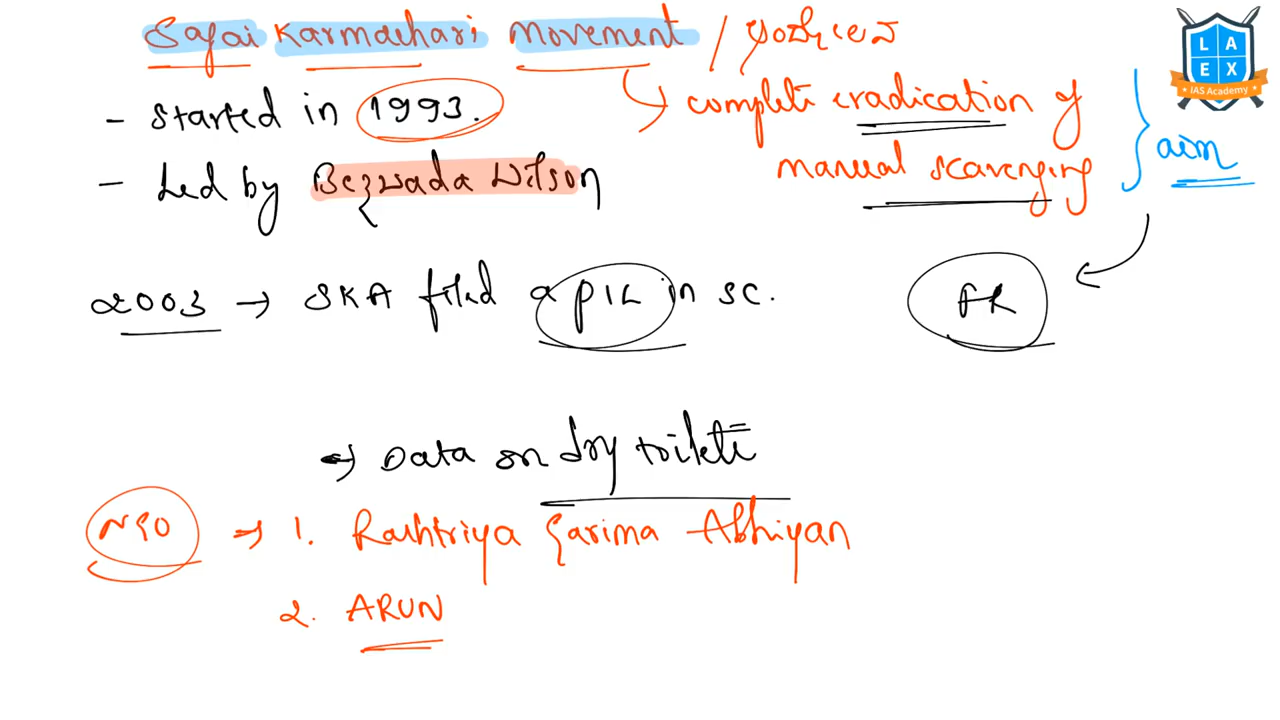 Safai Karmachari Movement /
- Started in 1993.
→ complete eradication of
manual scavenging
aim
- Led by Bezwada Wilson
2003 → SKA filed a PIL in SC.
FR
→ Data on dry toilets
NGO → 1. Rashtriya Garima Abhiyan
2. ARUN
L A
E X
IAS Academy